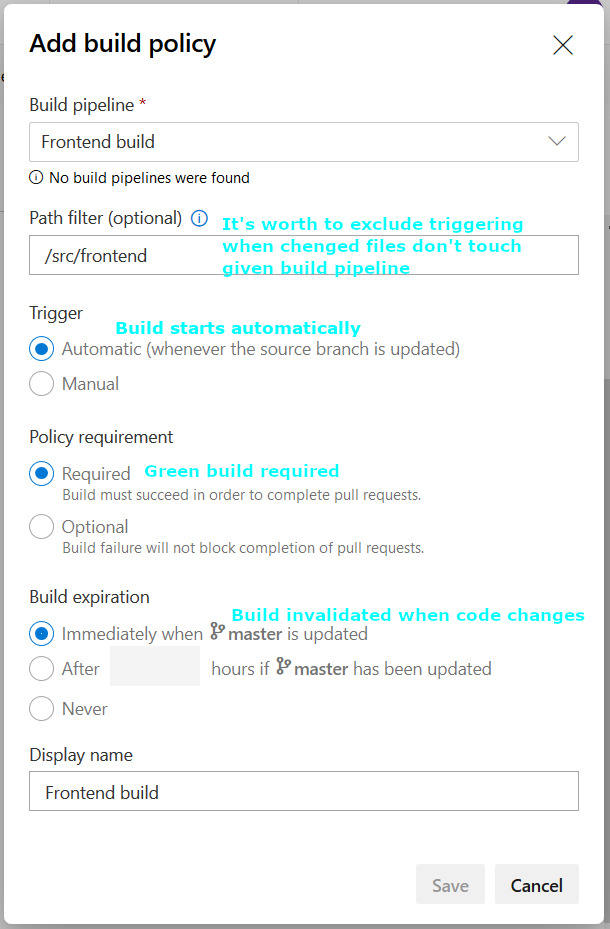 Add build policy
Build pipeline *
Frontend build
No build pipelines were found
Path filter (optional)
It's worth to exclude triggering
when chenged files don't touch
given build pipeline
/src/frontend
Trigger
Build starts automatically
Automatic (whenever the source branch is updated)
Manual
Policy requirement
Required
Green build required
Build must succeed in order to complete pull requests.
Optional
Build failure will not block completion of pull requests.
Build expiration
Build invalidated when code changes
Immediately when master is updated
After hours if master has been updated
Never
Display name
Frontend build
Save Cancel